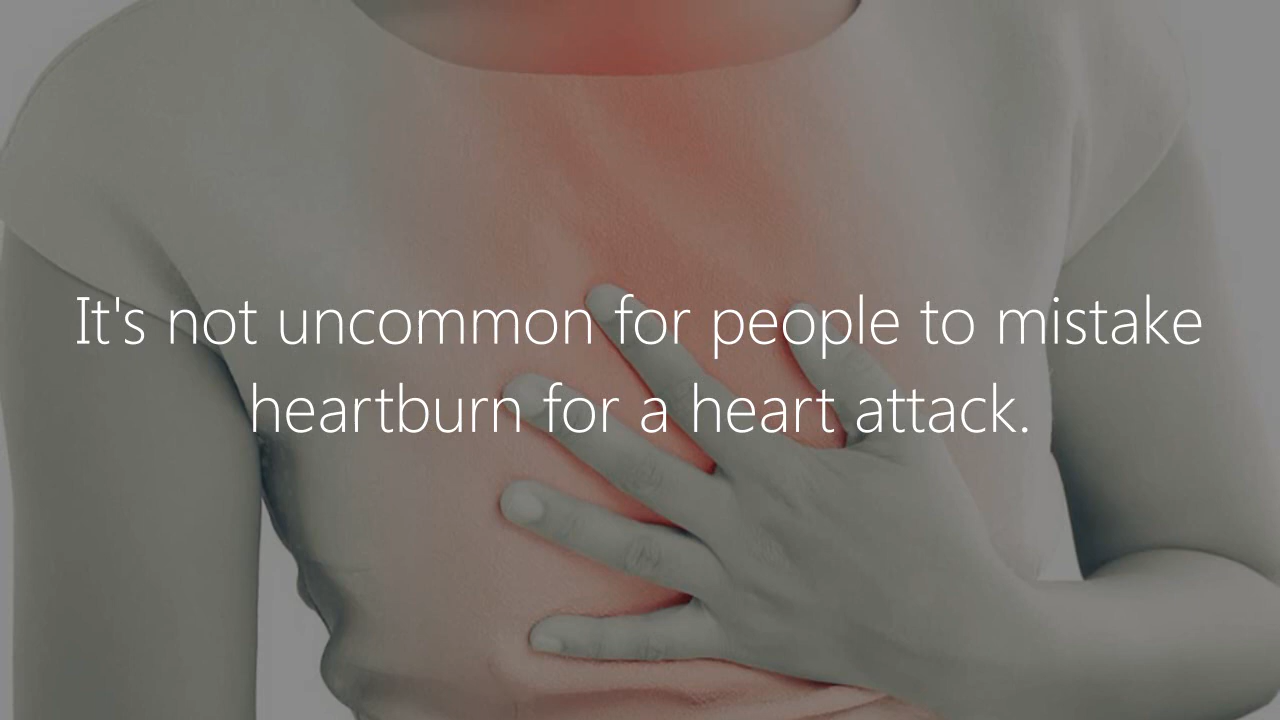 It's not uncommon for people to mistake
heartburn for a heart attack.